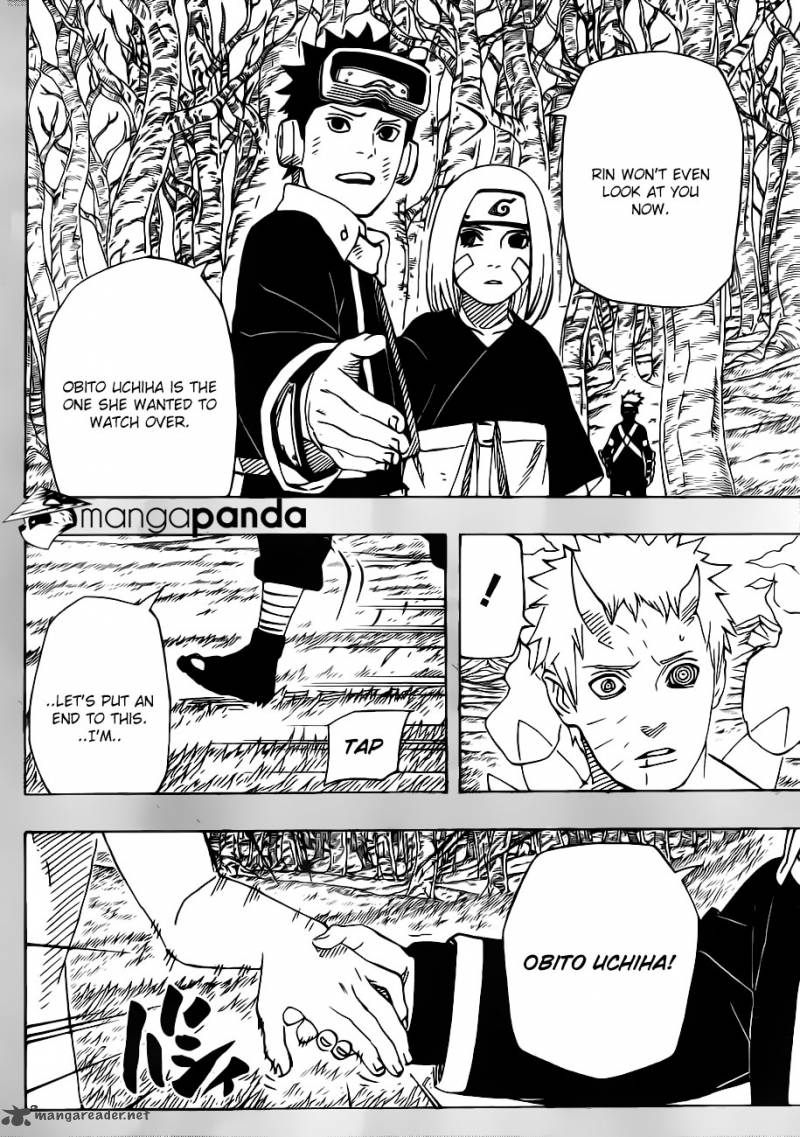 RIN WON'T EVEN
LOOK AT YOU
NOW.
OBITO UCHIHA IS THE
ONE SHE WANTED TO
WATCH OVER.
mangapanda
!
..LET'S PUT AN
END TO THIS.
..I'M..
TAP
OBITO UCHIHA!
バシィ
mangareader.net